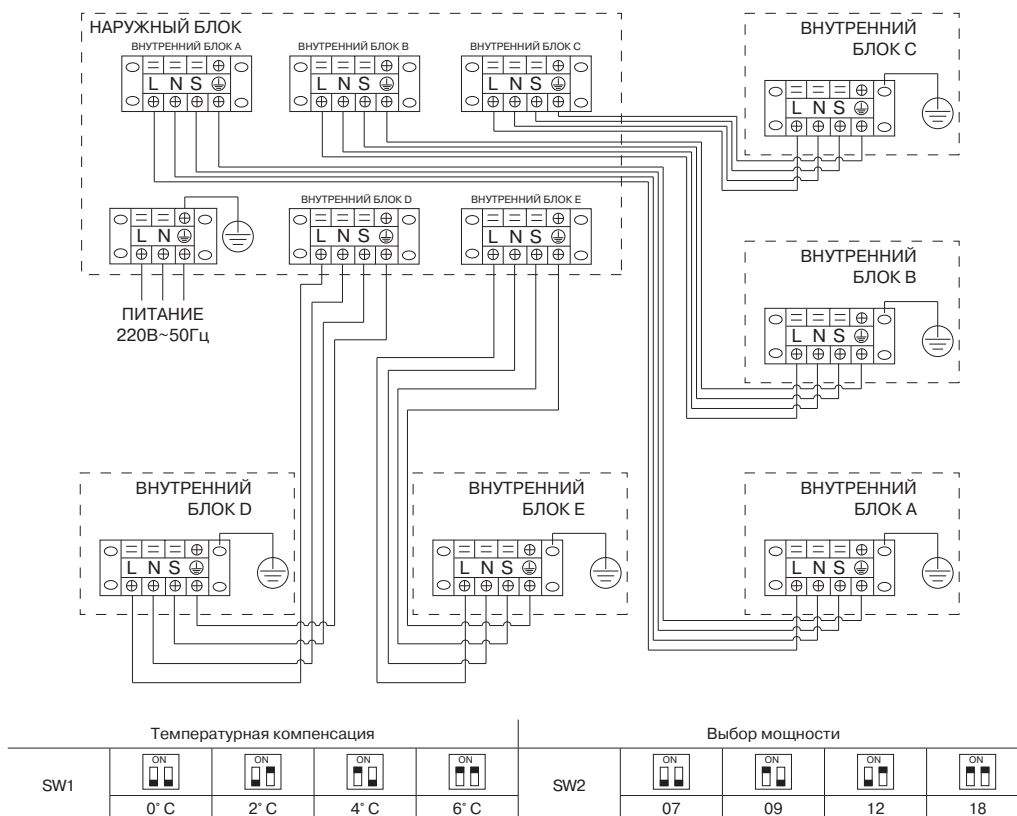 НАРУЖНЫЙ БЛОК
ВНУТРЕННИЙ БЛОК A
ВНУТРЕННИЙ БЛОК B
ВНУТРЕННИЙ БЛОК C
L N S
L N S
L N S
ВНУТРЕННИЙ
БЛОК C
L N S
ВНУТРЕННИЙ БЛОК D
ВНУТРЕННИЙ БЛОК E
L N
L N S
L N S
ПИТАНИЕ
220В~50Гц
ВНУТРЕННИЙ
БЛОК B
L N S
ВНУТРЕННИЙ
БЛОК D
L N S
ВНУТРЕННИЙ
БЛОК E
L N S
ВНУТРЕННИЙ
БЛОК A
L N S
Температурная компенсация
Выбор мощности
SW1
ON
ON
ON
ON
SW2
ON
ON
ON
ON
0˚ C
2˚ C
4˚ C
6˚ C
07
09
12
18